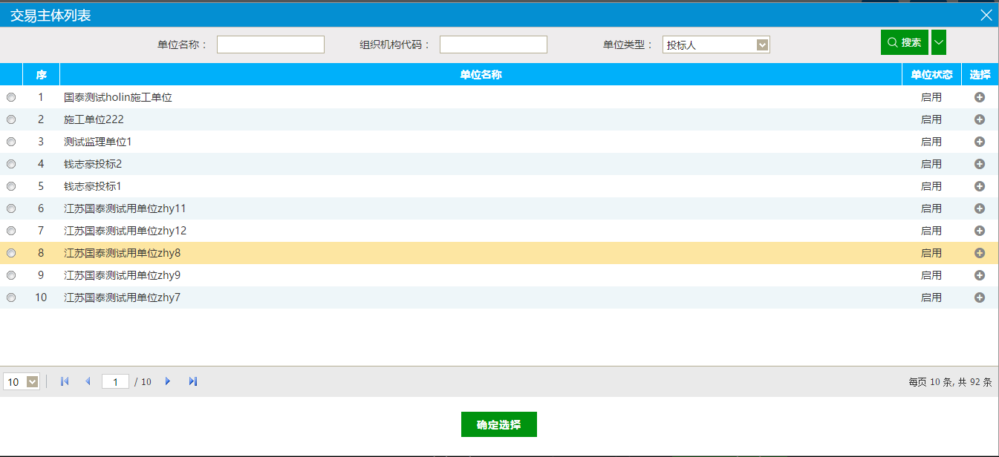 交易主体列表
单位名称： 组织机构代码： 单位类型： 投标人 搜索
序 单位名称 单位状态 选择
1 国泰测试holin施工单位 启用
2 施工单位222 启用
3 测试监理单位1 启用
4 钱志豪投标2 启用
5 钱志豪投标1 启用
6 江苏国泰测试用单位zhy11 启用
7 江苏国泰测试用单位zhy12 启用
8 江苏国泰测试用单位zhy8 启用
9 江苏国泰测试用单位zhy9 启用
10 江苏国泰测试用单位zhy7 启用
10 1 / 10 每页 10 条, 共 92 条
确定选择